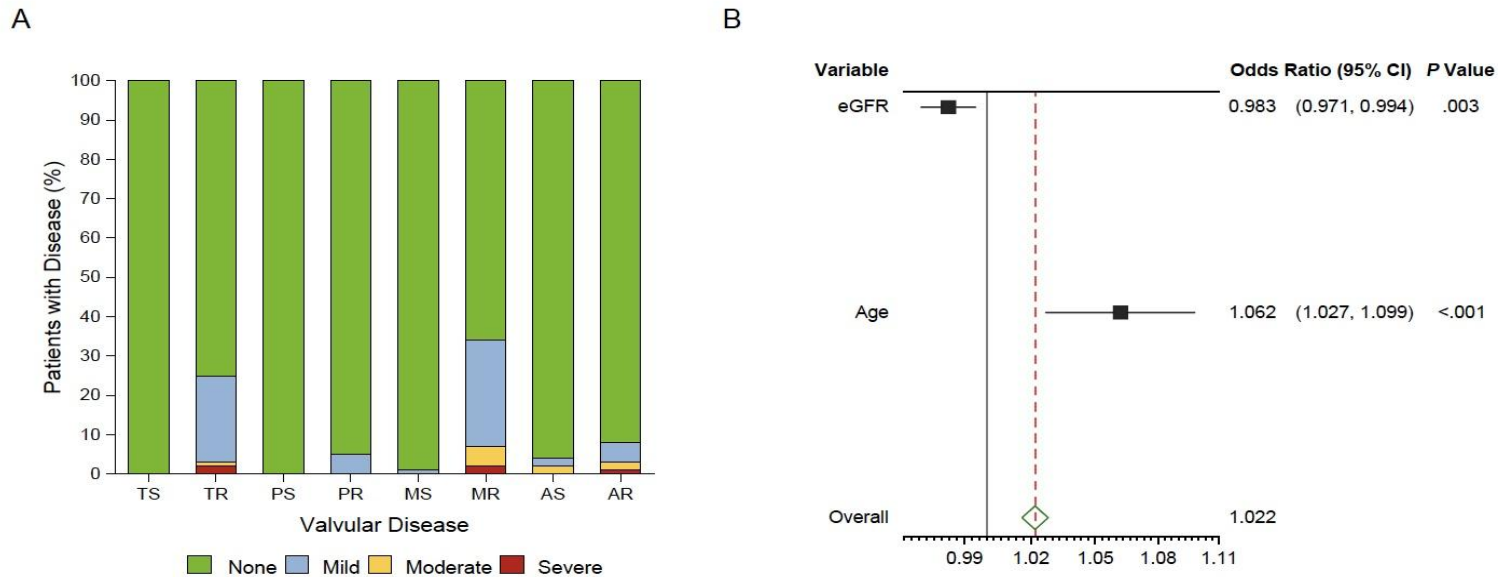 A
Patients with Disease (%)
100
90
80
70
60
50
40
30
20
10
0
TS TR PS PR MS MR AS AR
Valvular Disease
None Mild Moderate Severe
B
Variable Odds Ratio (95% CI) P Value
eGFR 0.983 (0.971, 0.994) .003
Age 1.062 (1.027, 1.099) <.001
Overall 1.022
0.99 1.02 1.05 1.08 1.11